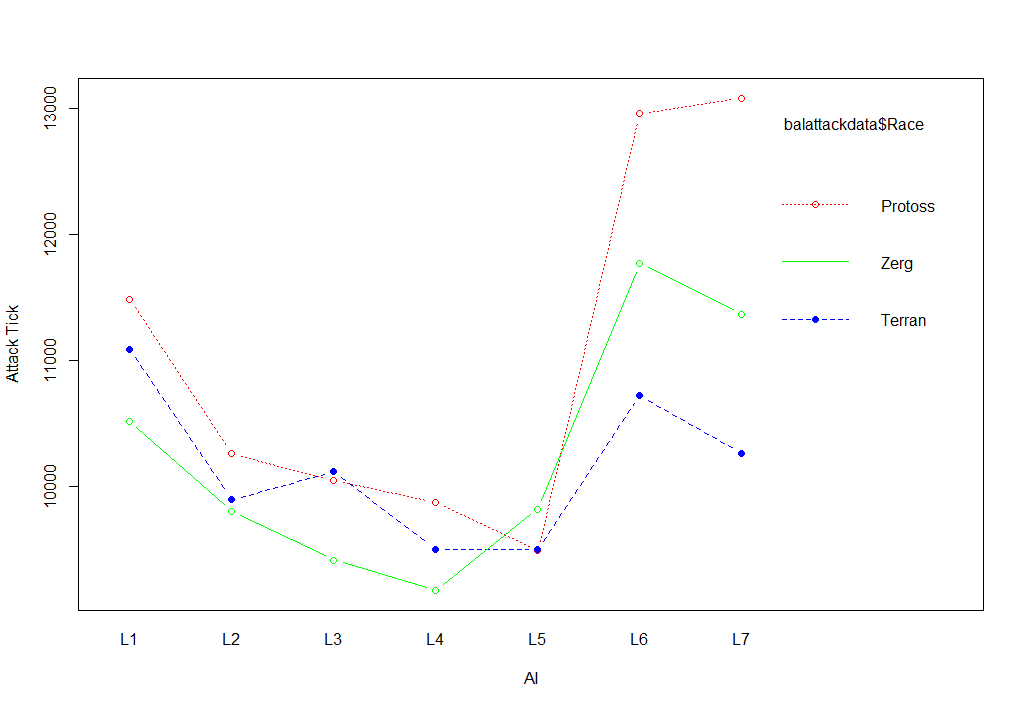 13000
12000
11000
10000
Attack Tick
balattackdata$Race
Protoss
Zerg
Terran
L1 L2 L3 L4 L5 L6 L7
AI